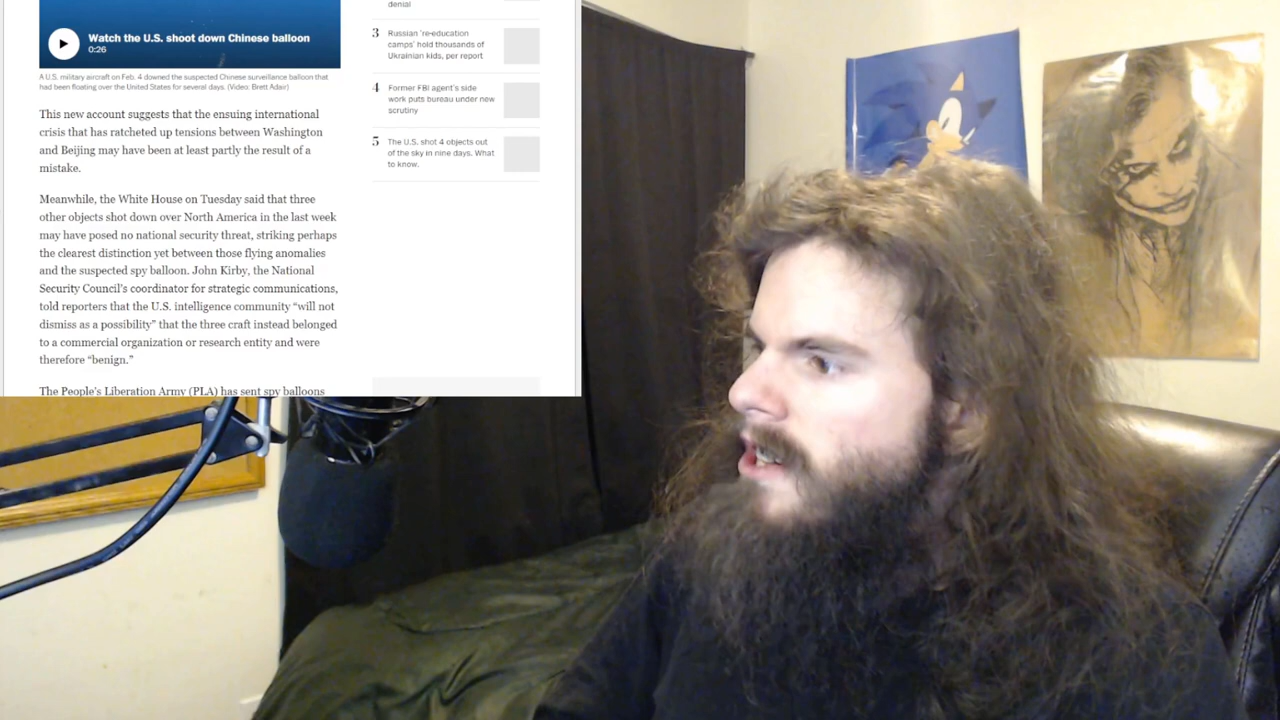 denial
Watch the U.S. shoot down Chinese balloon
0:26
A U.S. military aircraft on Feb. 4 downed the suspected Chinese surveillance balloon that
had been floating over the United States for several days. (Video: Brett Adair)
This new account suggests that the ensuing international
crisis that has ratcheted up tensions between Washington
and Beijing may have been at least partly the result of a
mistake.
Meanwhile, the White House on Tuesday said that three
other objects shot down over North America in the last week
may have posed no national security threat, striking perhaps
the clearest distinction yet between those flying anomalies
and the suspected spy balloon. John Kirby, the National
Security Council’s coordinator for strategic communications,
told reporters that the U.S. intelligence community “will not
dismiss as a possibility” that the three craft instead belonged
to a commercial organization or research entity and were
therefore “benign.”
The People’s Liberation Army (PLA) has sent spy balloons
3 Russian ‘re-education
camps’ hold thousands of
Ukrainian kids, per report
4 Former FBI agent’s side
work puts bureau under new
scrutiny
5 The U.S. shot 4 objects out
of the sky in nine days. What
to know.